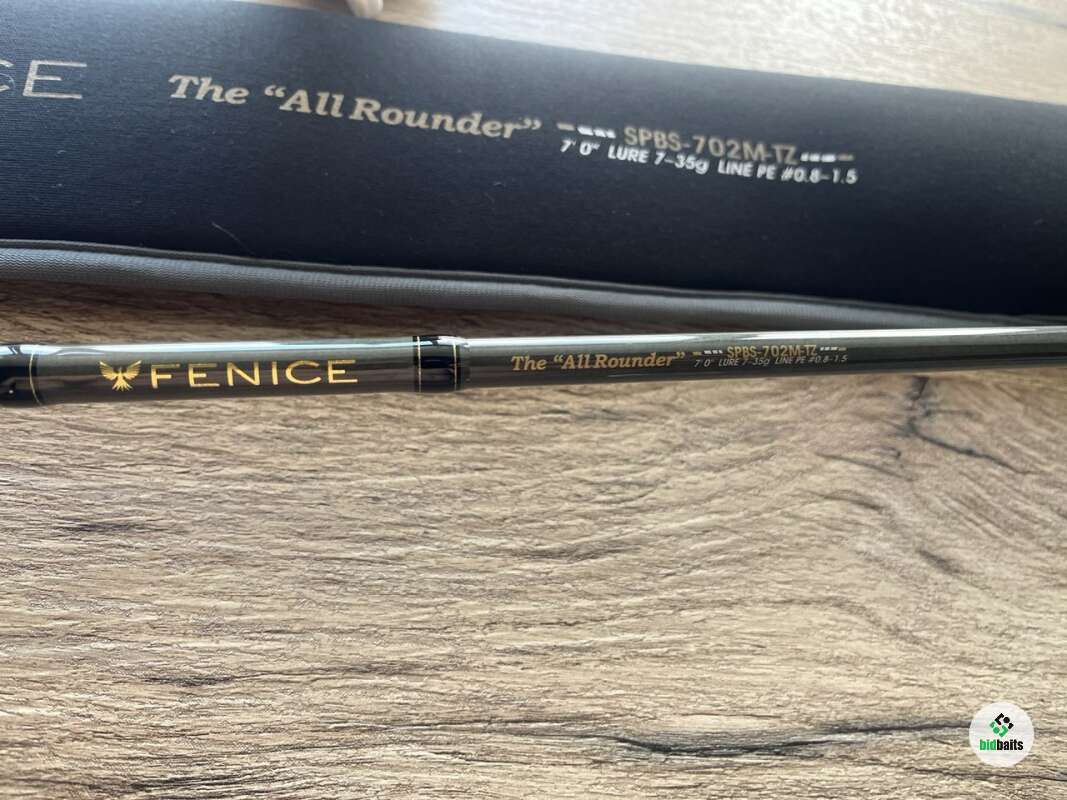 CE
The “All Rounder” SPBS-702M-TZ
7' 0" LURE 7-35g LINE PE #0.8-1.5
FENICE
The “All Rounder” SPBS-702M-TZ
7' 0" LURE 7-35g LINE PE #0.8-1.5
bidbaits